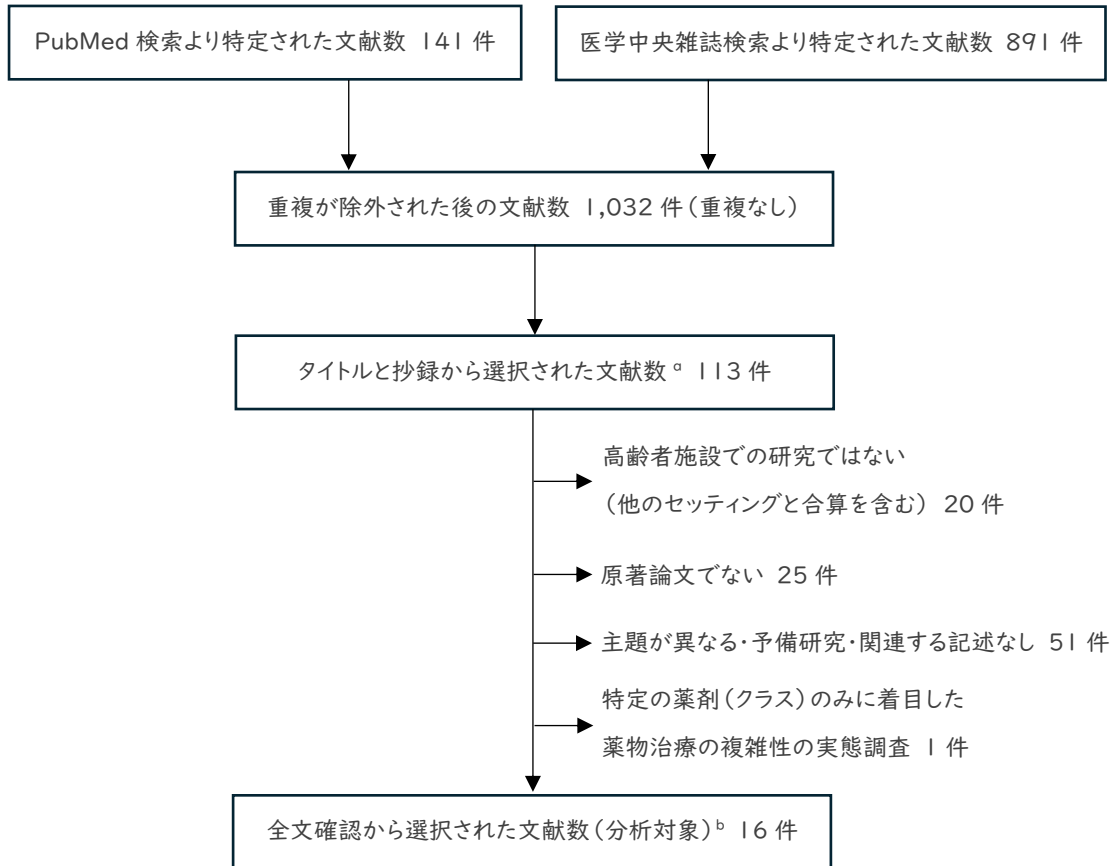 PubMed 検索より特定された文献数 141 件
医学中央雑誌検索より特定された文献数 891 件
重複が除外された後の文献数 1,032 件（重複なし）
タイトルと抄録から選択された文献数 a 113 件
高齢者施設での研究ではない
（他のセッティングと合算を含む） 20 件
原著論文でない 25 件
主題が異なる・予備研究・関連する記述なし 51 件
特定の薬剤（クラス）のみに着目した
薬物治療の複雑性の実態調査 1 件
全文確認から選択された文献数（分析対象） b 16 件